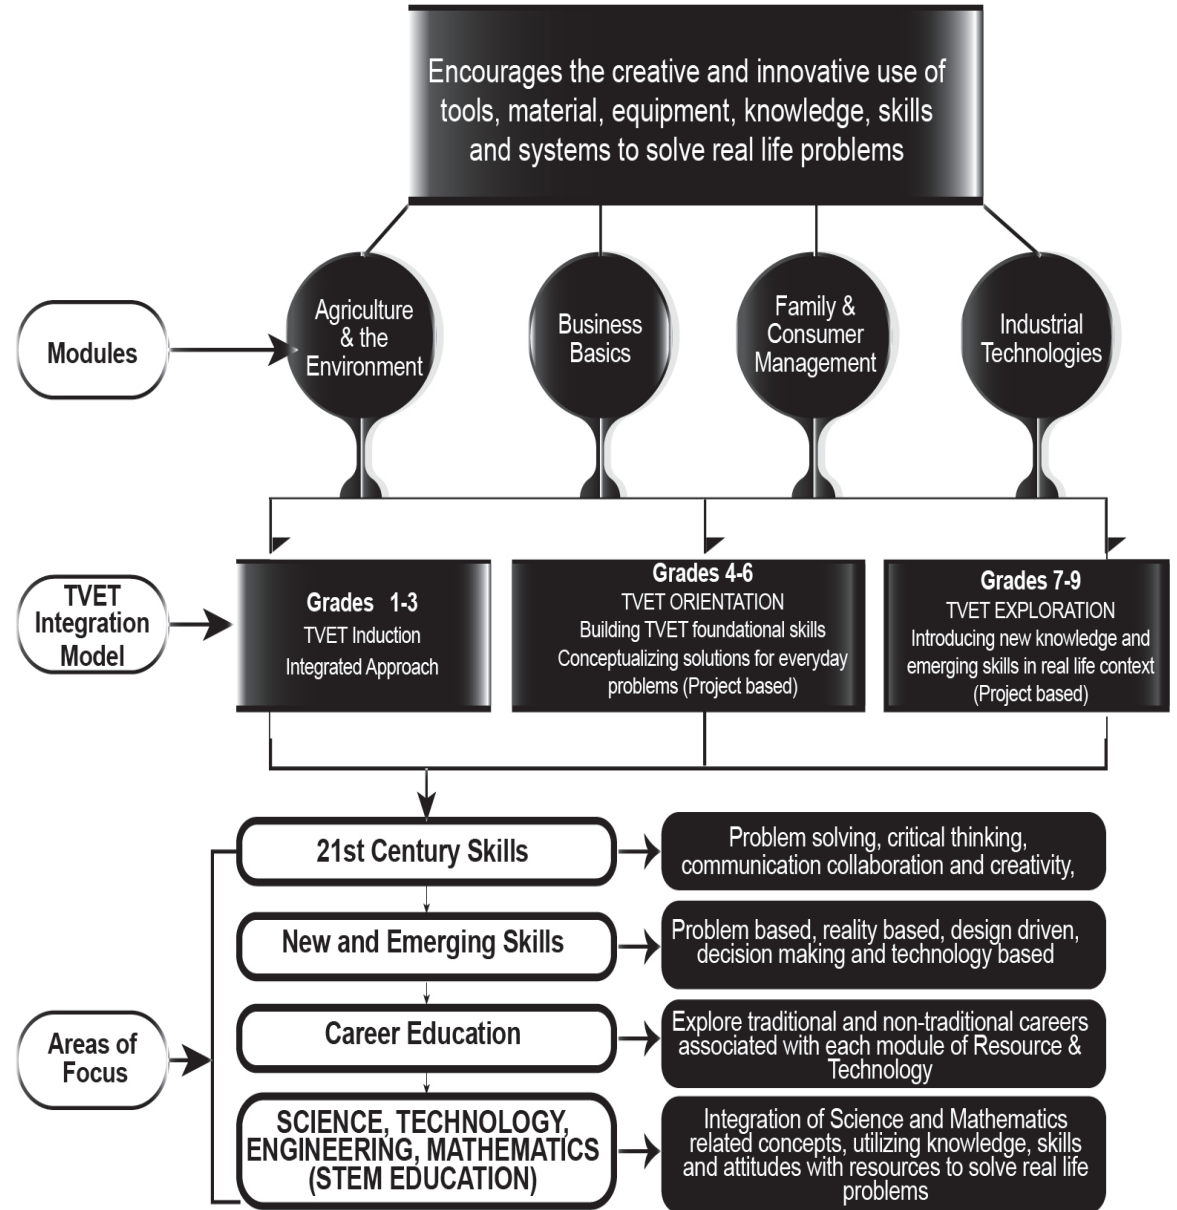 Encourages the creative and innovative use of
tools, material, equipment, knowledge, skills
and systems to solve real life problems
Modules
Agriculture
& the
Environment
Business
Basics
Family &
Consumer
Management
Industrial
Technologies
TVET
Integration
Model
Grades 1-3
TVET Induction
Integrated Approach
Grades 4-6
TVET ORIENTATION
Building TVET foundational skills
Conceptualizing solutions for everyday
problems (Project based)
Grades 7-9
TVET EXPLORATION
Introducing new knowledge and
emerging skills in real life context
(Project based)
Areas of
Focus
21st Century Skills
Problem solving, critical thinking,
communication collaboration and creativity,
New and Emerging Skills
Problem based, reality based, design driven,
decision making and technology based
Career Education
Explore traditional and non-traditional careers
associated with each module of Resource &
Technology
SCIENCE, TECHNOLOGY,
ENGINEERING, MATHEMATICS
(STEM EDUCATION)
Integration of Science and Mathematics
related concepts, utilizing knowledge, skills
and attitudes with resources to solve real life
problems